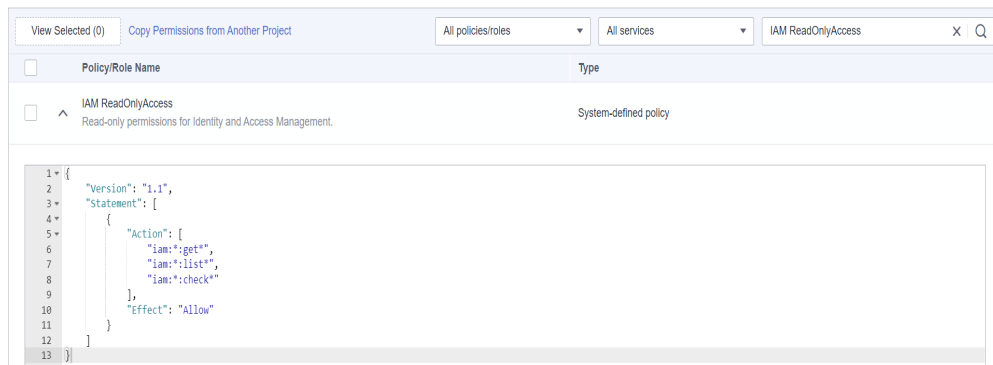 View Selected (0) Copy Permissions from Another Project All policies/roles All services IAM ReadOnlyAccess
Policy/Role Name Type
IAM ReadOnlyAccess
Read-only permissions for Identity and Access Management. System-defined policy
1 {
2 "Version": "1.1",
3 "Statement": [
4 {
5 "Action": [
6 "iam:*:get*",
7 "iam:*:list*",
8 "iam:*:check*"
9 ],
10 "Effect": "Allow"
11 }
12 ]
13 }